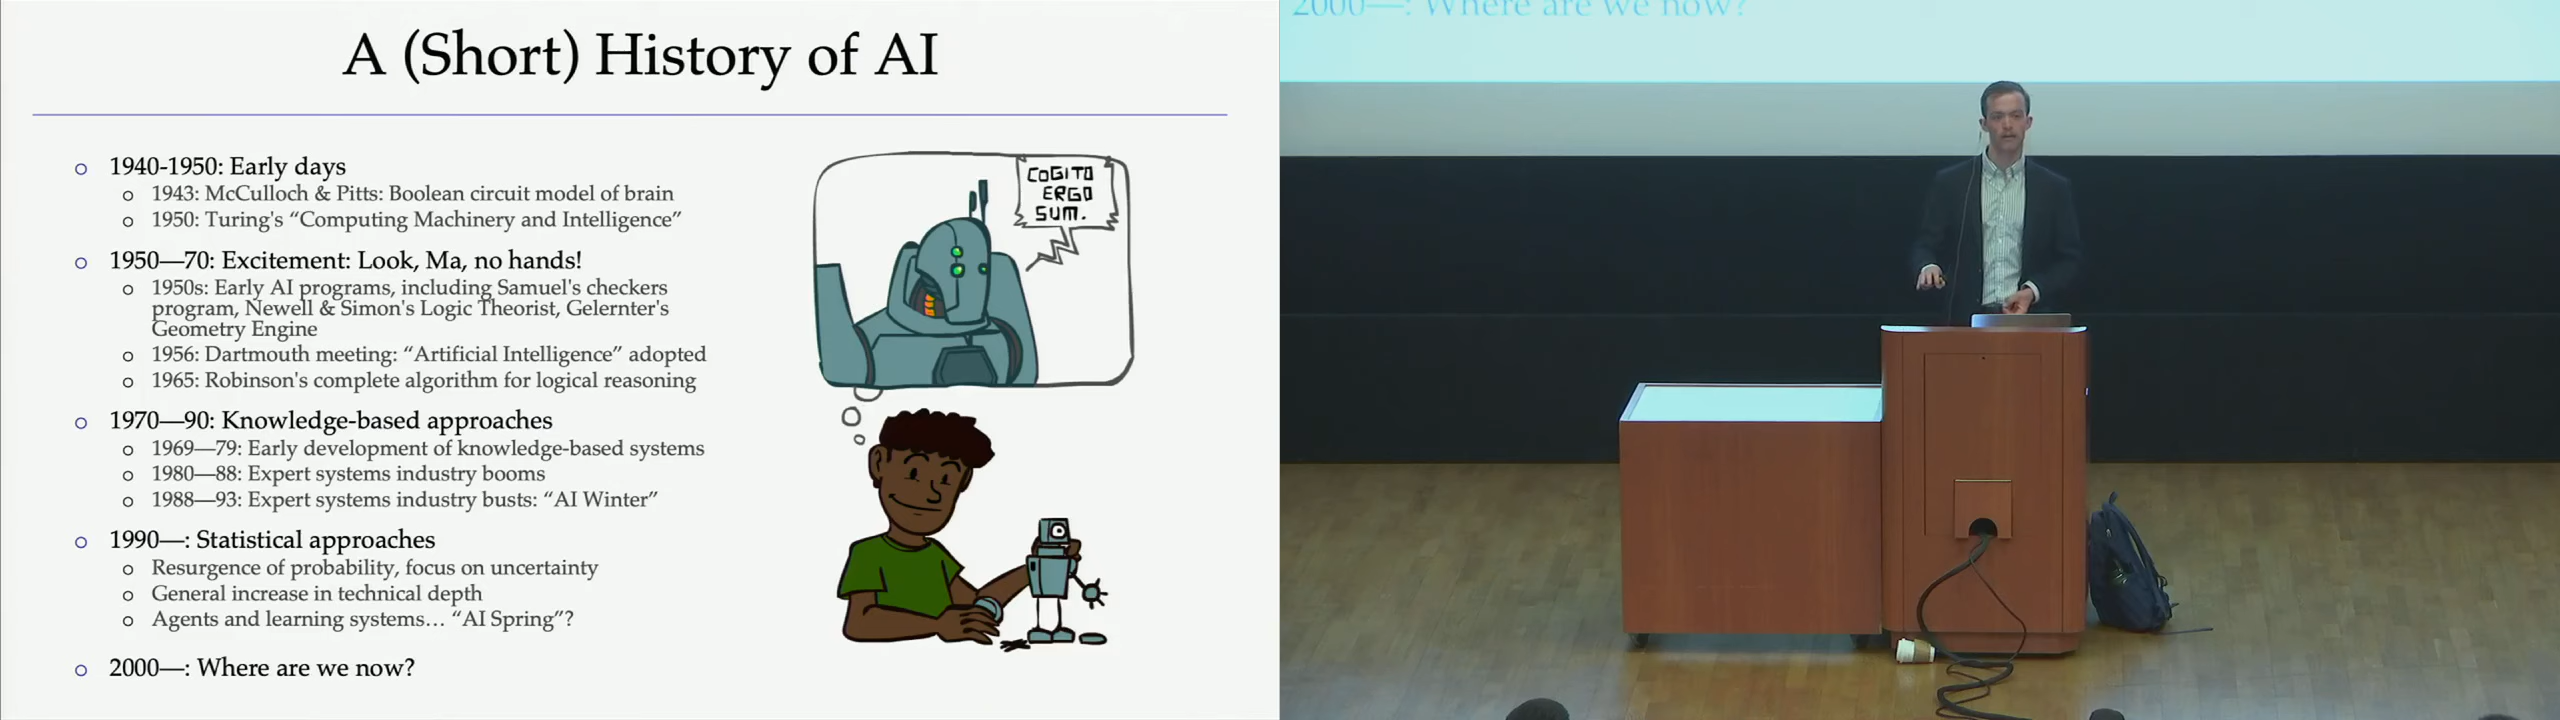 A (Short) History of AI
1940-1950: Early days
1943: McCulloch & Pitts: Boolean circuit model of brain
1950: Turing's “Computing Machinery and Intelligence”
1950—70: Excitement: Look, Ma, no hands!
1950s: Early AI programs, including Samuel's checkers
program, Newell & Simon's Logic Theorist, Gelernter's
Geometry Engine
1956: Dartmouth meeting: “Artificial Intelligence” adopted
1965: Robinson's complete algorithm for logical reasoning
1970—90: Knowledge-based approaches
1969—79: Early development of knowledge-based systems
1980—88: Expert systems industry booms
1988—93: Expert systems industry busts: “AI Winter”
1990—: Statistical approaches
Resurgence of probability, focus on uncertainty
General increase in technical depth
Agents and learning systems… “AI Spring”?
2000—: Where are we now?
COGITO
ERGO
SUM.
2000—: Where are we now?